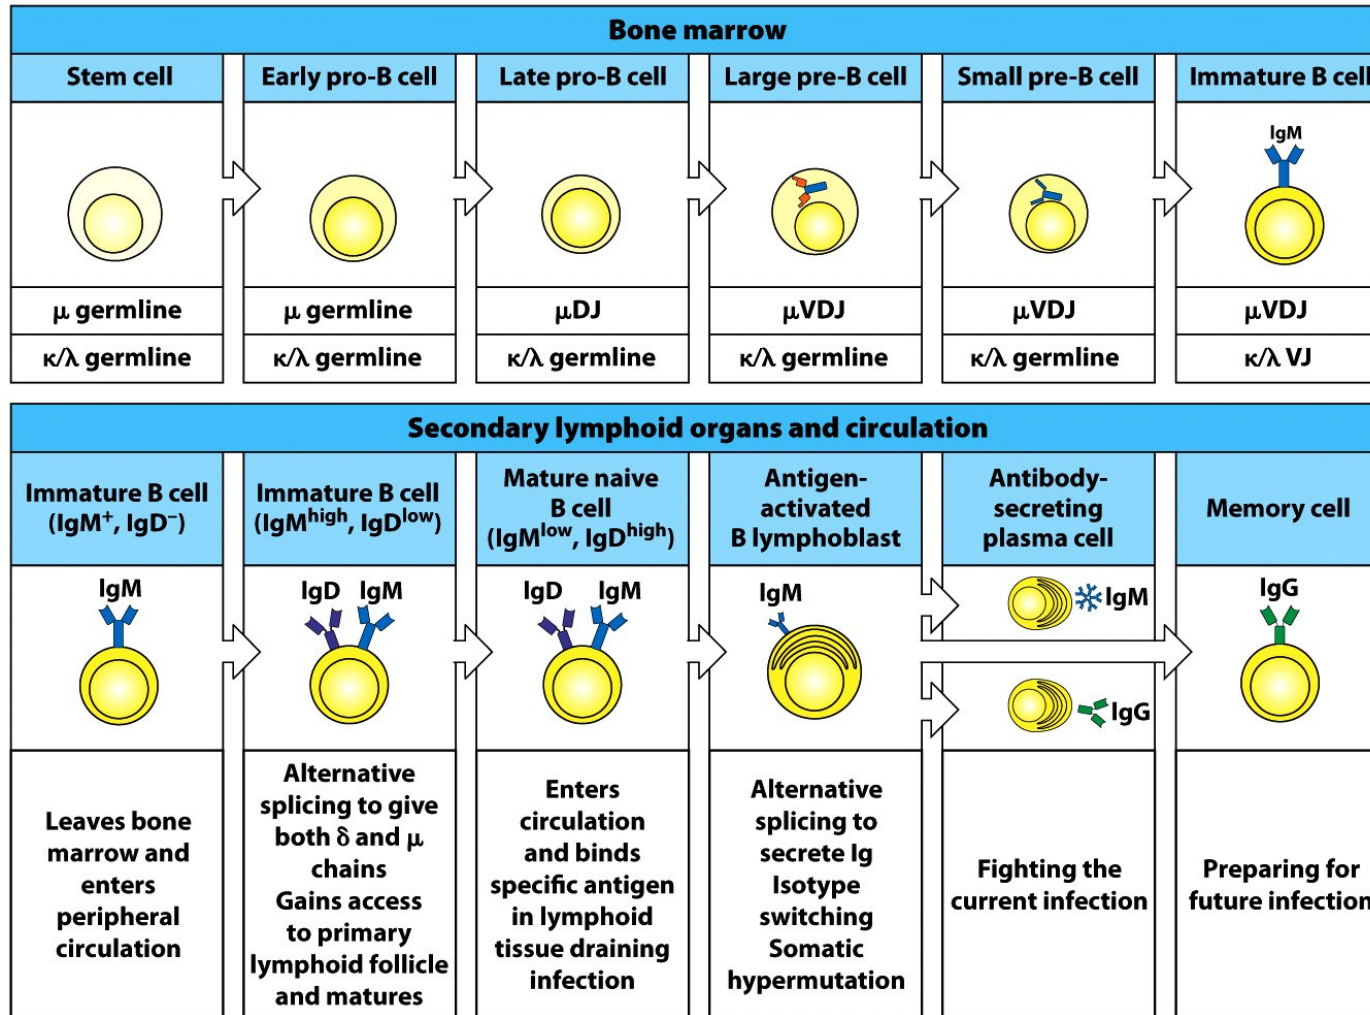 Bone marrow
Stem cell
Early pro-B cell
Late pro-B cell
Large pre-B cell
Small pre-B cell
Immature B cell
IgM
μ germline
μ germline
μDJ
μVDJ
μVDJ
μVDJ
κ/λ germline
κ/λ germline
κ/λ germline
κ/λ germline
κ/λ germline
κ/λ VJ
Secondary lymphoid organs and circulation
Immature B cell
(IgM⁺, IgD⁻)
Immature B cell
(IgMʰⁱᵍʰ, IgDˡᵒʷ)
Mature naive
B cell
(IgMˡᵒʷ, IgDʰⁱᵍʰ)
Antigen-
activated
B lymphoblast
Antibody-
secreting
plasma cell
Memory cell
IgM
IgD IgM
IgD IgM
IgM
IgM
IgG
IgG
Leaves bone
marrow and
enters
peripheral
circulation
Alternative
splicing to give
both δ and μ
chains
Gains access
to primary
lymphoid follicle
and matures
Enters
circulation
and binds
specific antigen
in lymphoid
tissue draining
infection
Alternative
splicing to
secrete Ig
Isotype
switching
Somatic
hypermutation
Fighting the
current infection
Preparing for
future infection